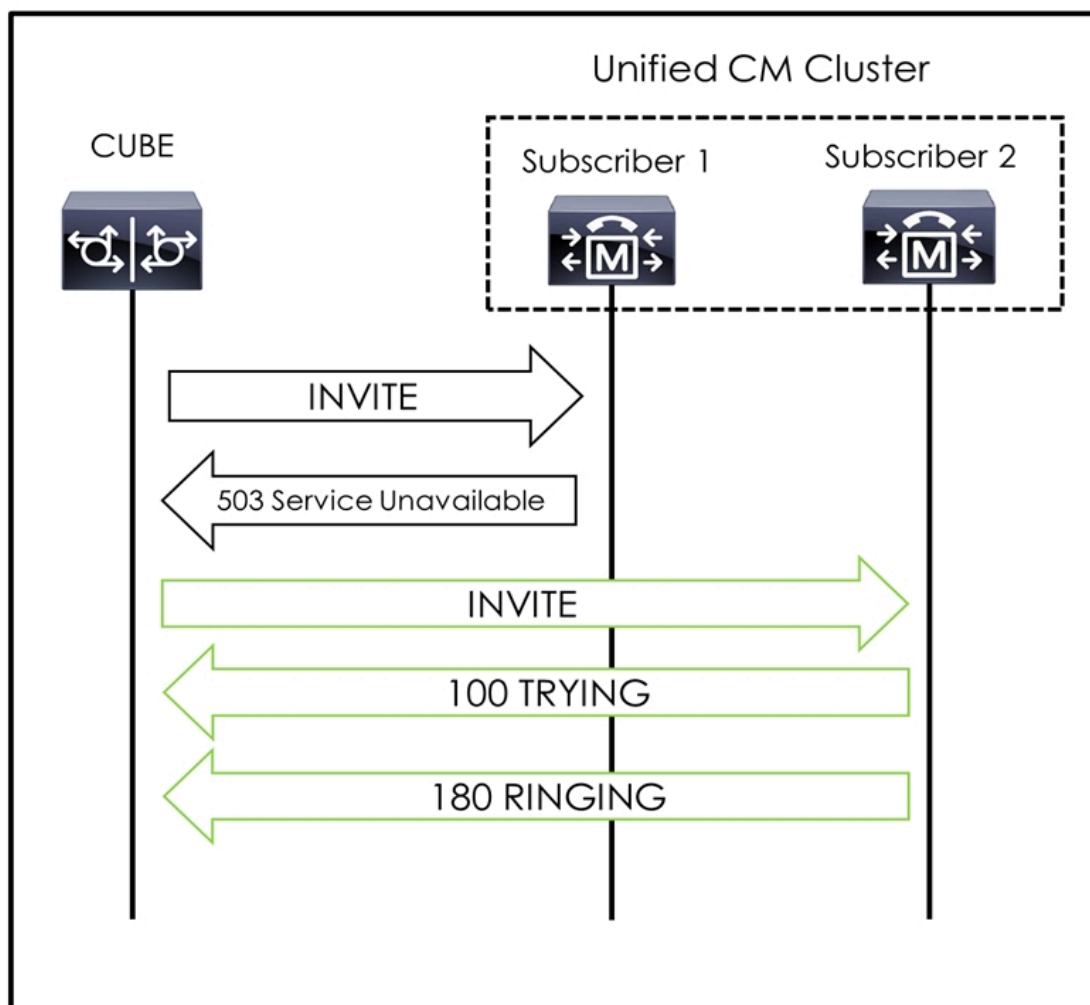 Unified CM Cluster
CUBE
Subscriber 1
Subscriber 2
M
M
INVITE
503 Service Unavailable
INVITE
100 TRYING
180 RINGING